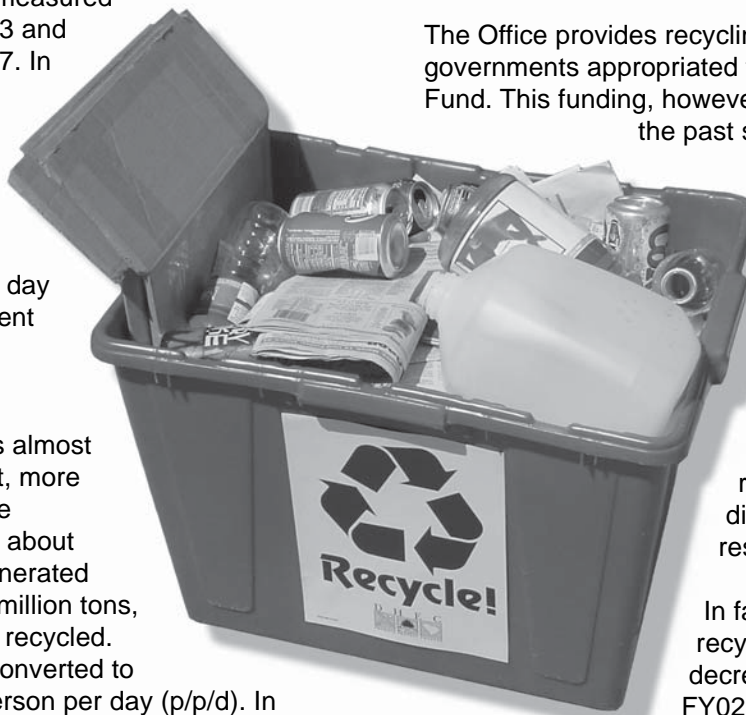 measured
3 and
7. In
day
ent
s almost
t, more
e
about
nerated
million tons,
recycled.
onverted to
erson per day (p/p/d). In
The Office provides recyclin
governments appropriated
Fund. This funding, howeve
the past s
r
di
res
In fa
recyc
decre
FY02
Recycle!